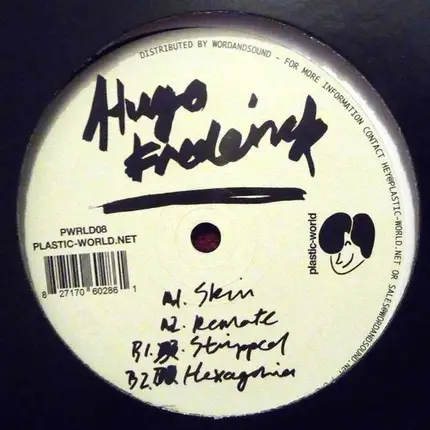 DISTRIBUTED BY WORDANDSOUND - FOR MORE INFORMATION CONTACT HEY@PLASTIC-WORLD.NET OR SALES@WORDANDSOUND.NET
Hugo
Frederick
PWRLD08
PLASTIC-WORLD.NET
8 27170 60286 1
plastic-world
A1. Skin
A2. Remote
B1. Stripped
B2. Hexagonia